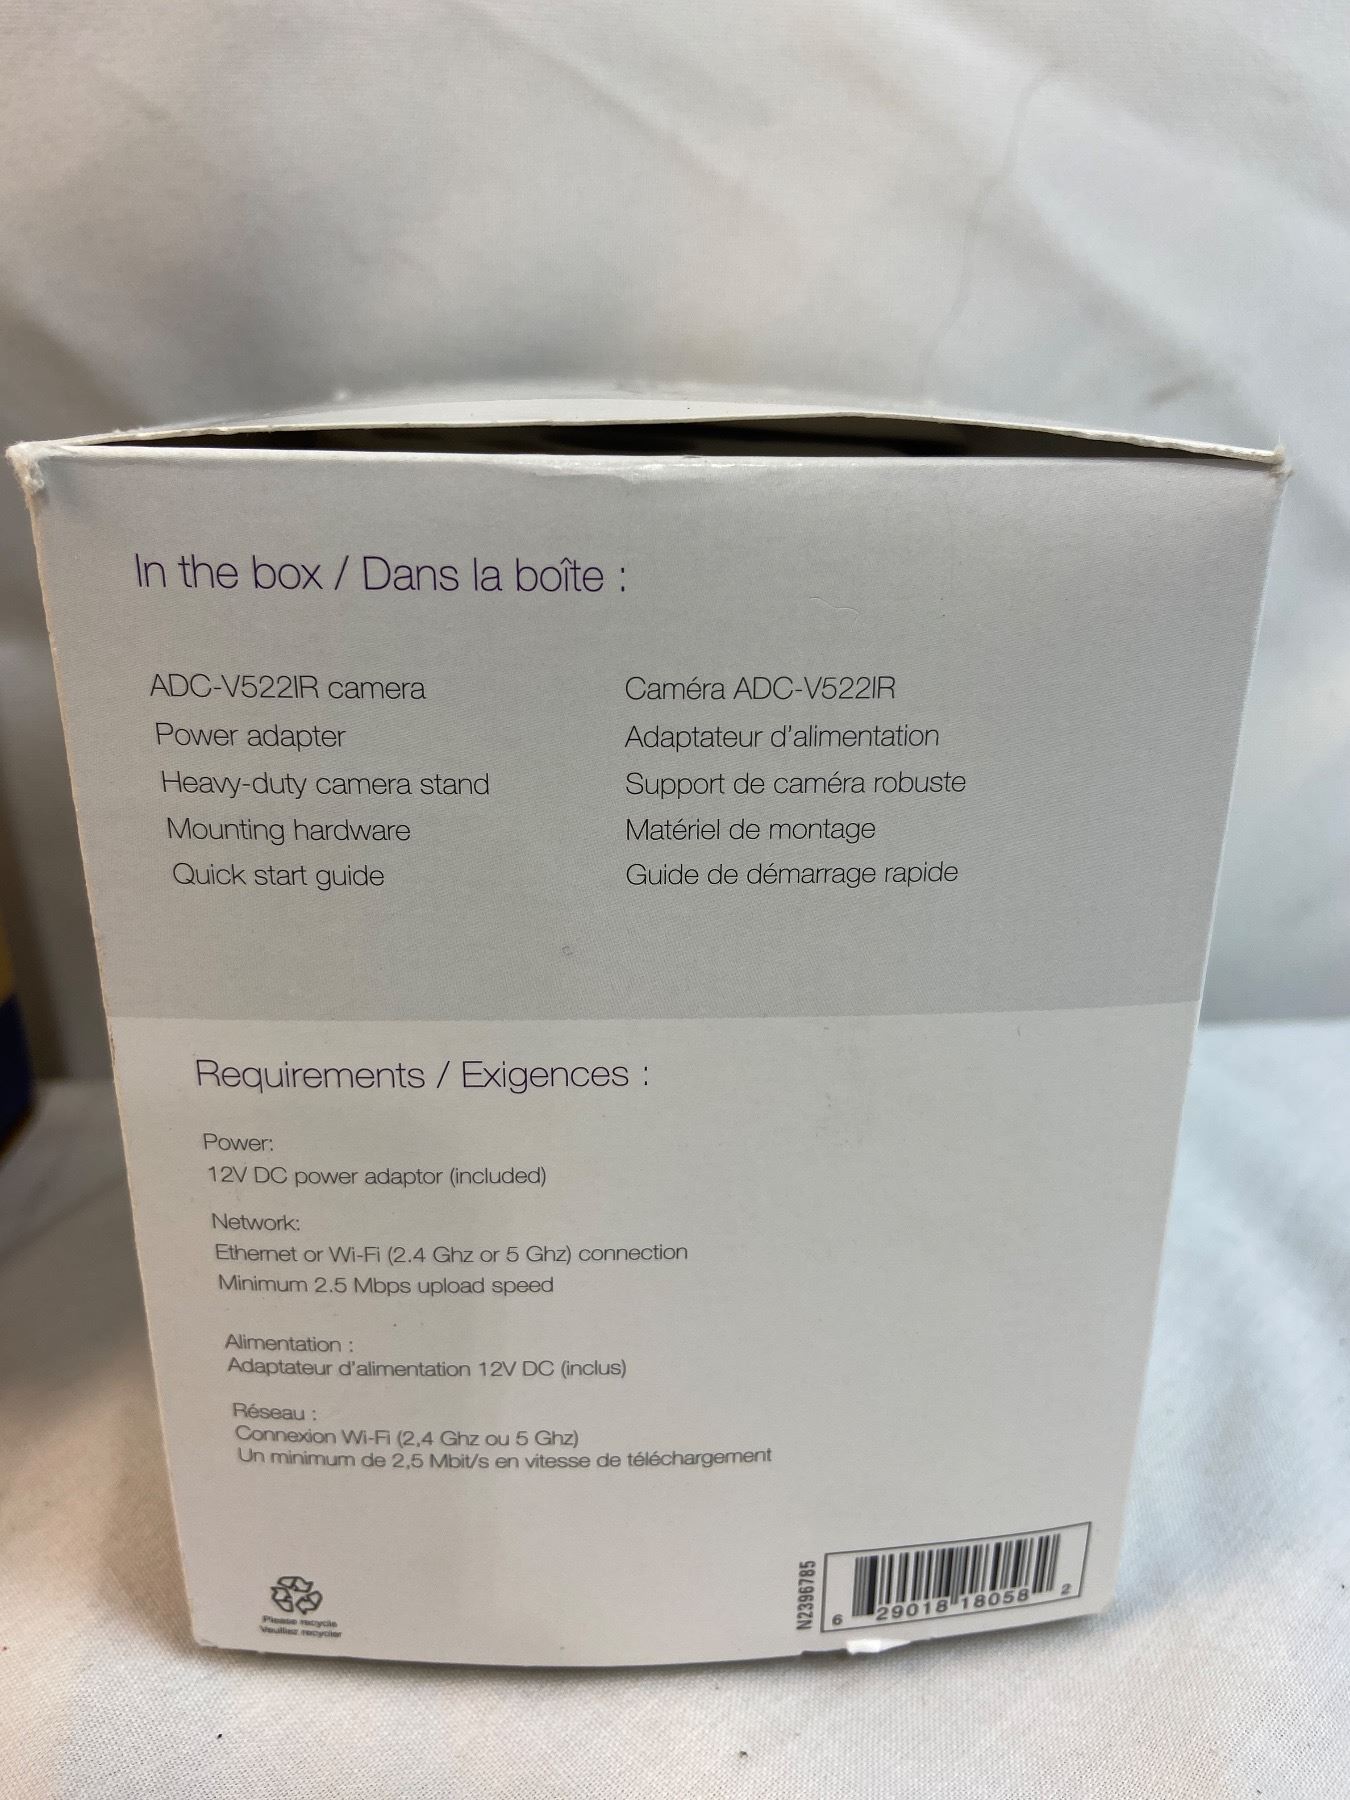 In the box / Dans la boîte :
ADC-V522IR camera
Power adapter
Heavy-duty camera stand
Mounting hardware
Quick start guide
Caméra ADC-V522IR
Adaptateur d'alimentation
Support de caméra robuste
Matériel de montage
Guide de démarrage rapide
Requirements / Exigences :
Power:
12V DC power adaptor (included)
Network:
Ethernet or Wi-Fi (2.4 Ghz or 5 Ghz) connection
Minimum 2.5 Mbps upload speed
Alimentation :
Adaptateur d'alimentation 12V DC (inclus)
Réseau :
Connexion Wi-Fi (2,4 Ghz ou 5 Ghz)
Un minimum de 2,5 Mbit/s en vitesse de téléchargement
Please recycle
Veuillez recycler
N2396785
6 29018 18058 2